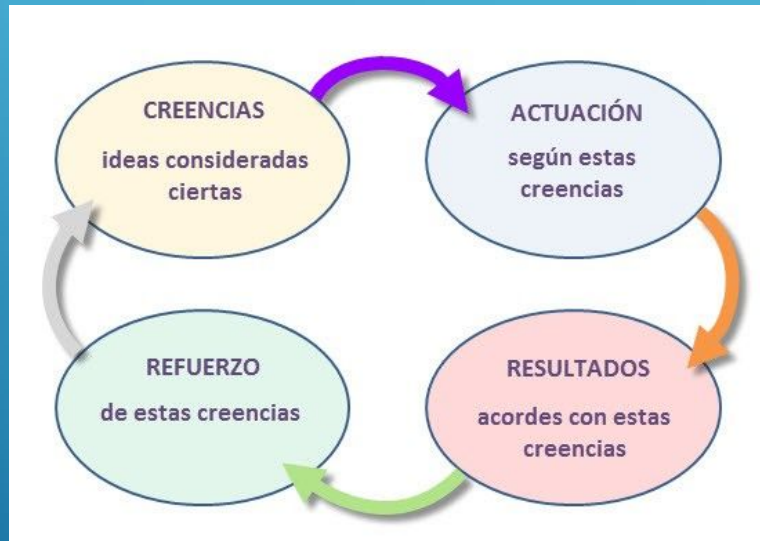 CREENCIAS
ideas consideradas
ciertas
ACTUACIÓN
según estas
creencias
RESULTADOS
acordes con estas
creencias
REFUERZO
de estas creencias